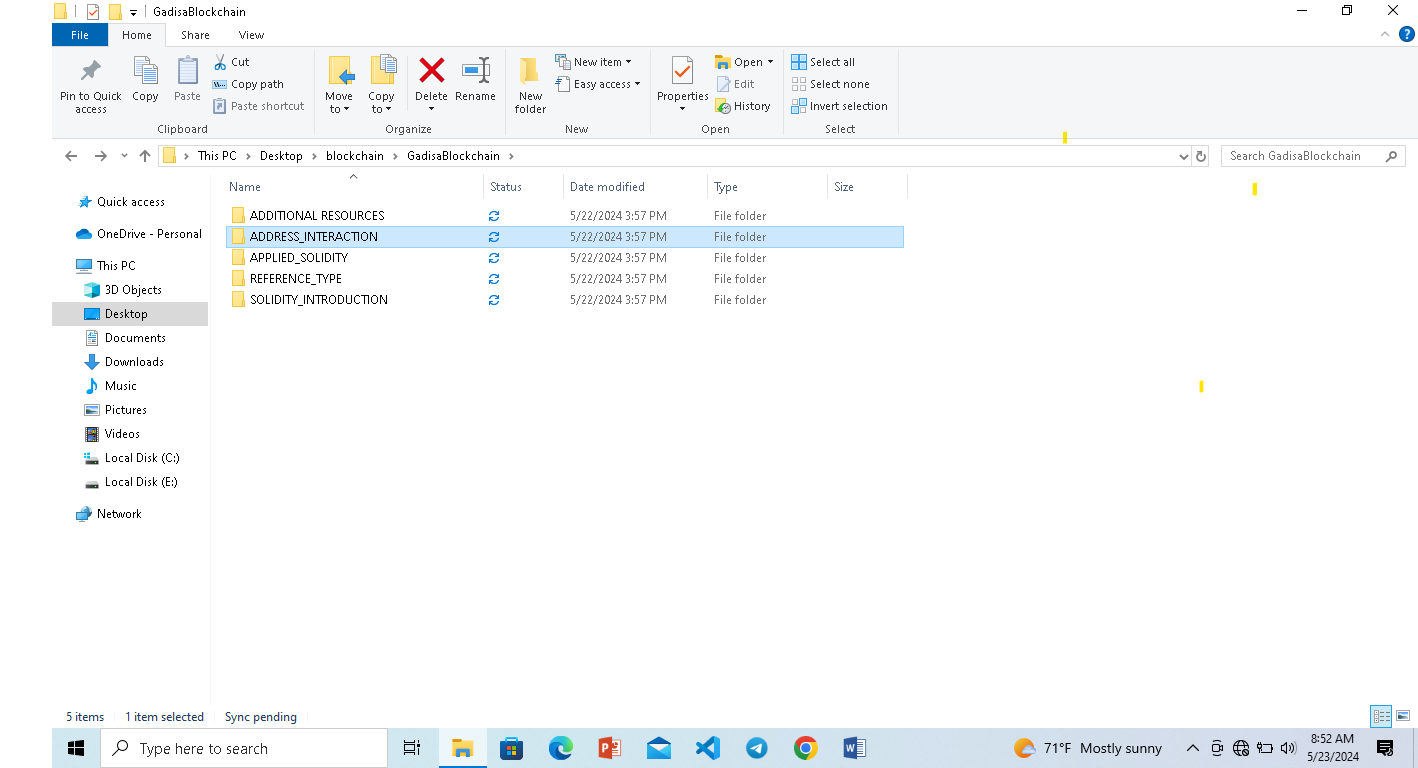 GadisaBlockchain
File Home Share View
Pin to Quick access
Copy
Paste
Cut
Copy path
Paste shortcut
Clipboard
Move to
Copy to
Delete
Rename
Organize
New folder
New item
Easy access
New
Properties
Open
Edit
History
Open
Select all
Select none
Invert selection
Select
This PC Desktop blockchain GadisaBlockchain
Search GadisaBlockchain
Quick access
OneDrive - Personal
This PC
3D Objects
Desktop
Documents
Downloads
Music
Pictures
Videos
Local Disk (C:)
Local Disk (E:)
Network
Name Status Date modified Type Size
ADDITIONAL RESOURCES 5/22/2024 3:57 PM File folder
ADDRESS_INTERACTION 5/22/2024 3:57 PM File folder
APPLIED_SOLIDITY 5/22/2024 3:57 PM File folder
REFERENCE_TYPE 5/22/2024 3:57 PM File folder
SOLIDITY_INTRODUCTION 5/22/2024 3:57 PM File folder
5 items 1 item selected Sync pending
Type here to search
71°F Mostly sunny
8:52 AM
5/23/2024